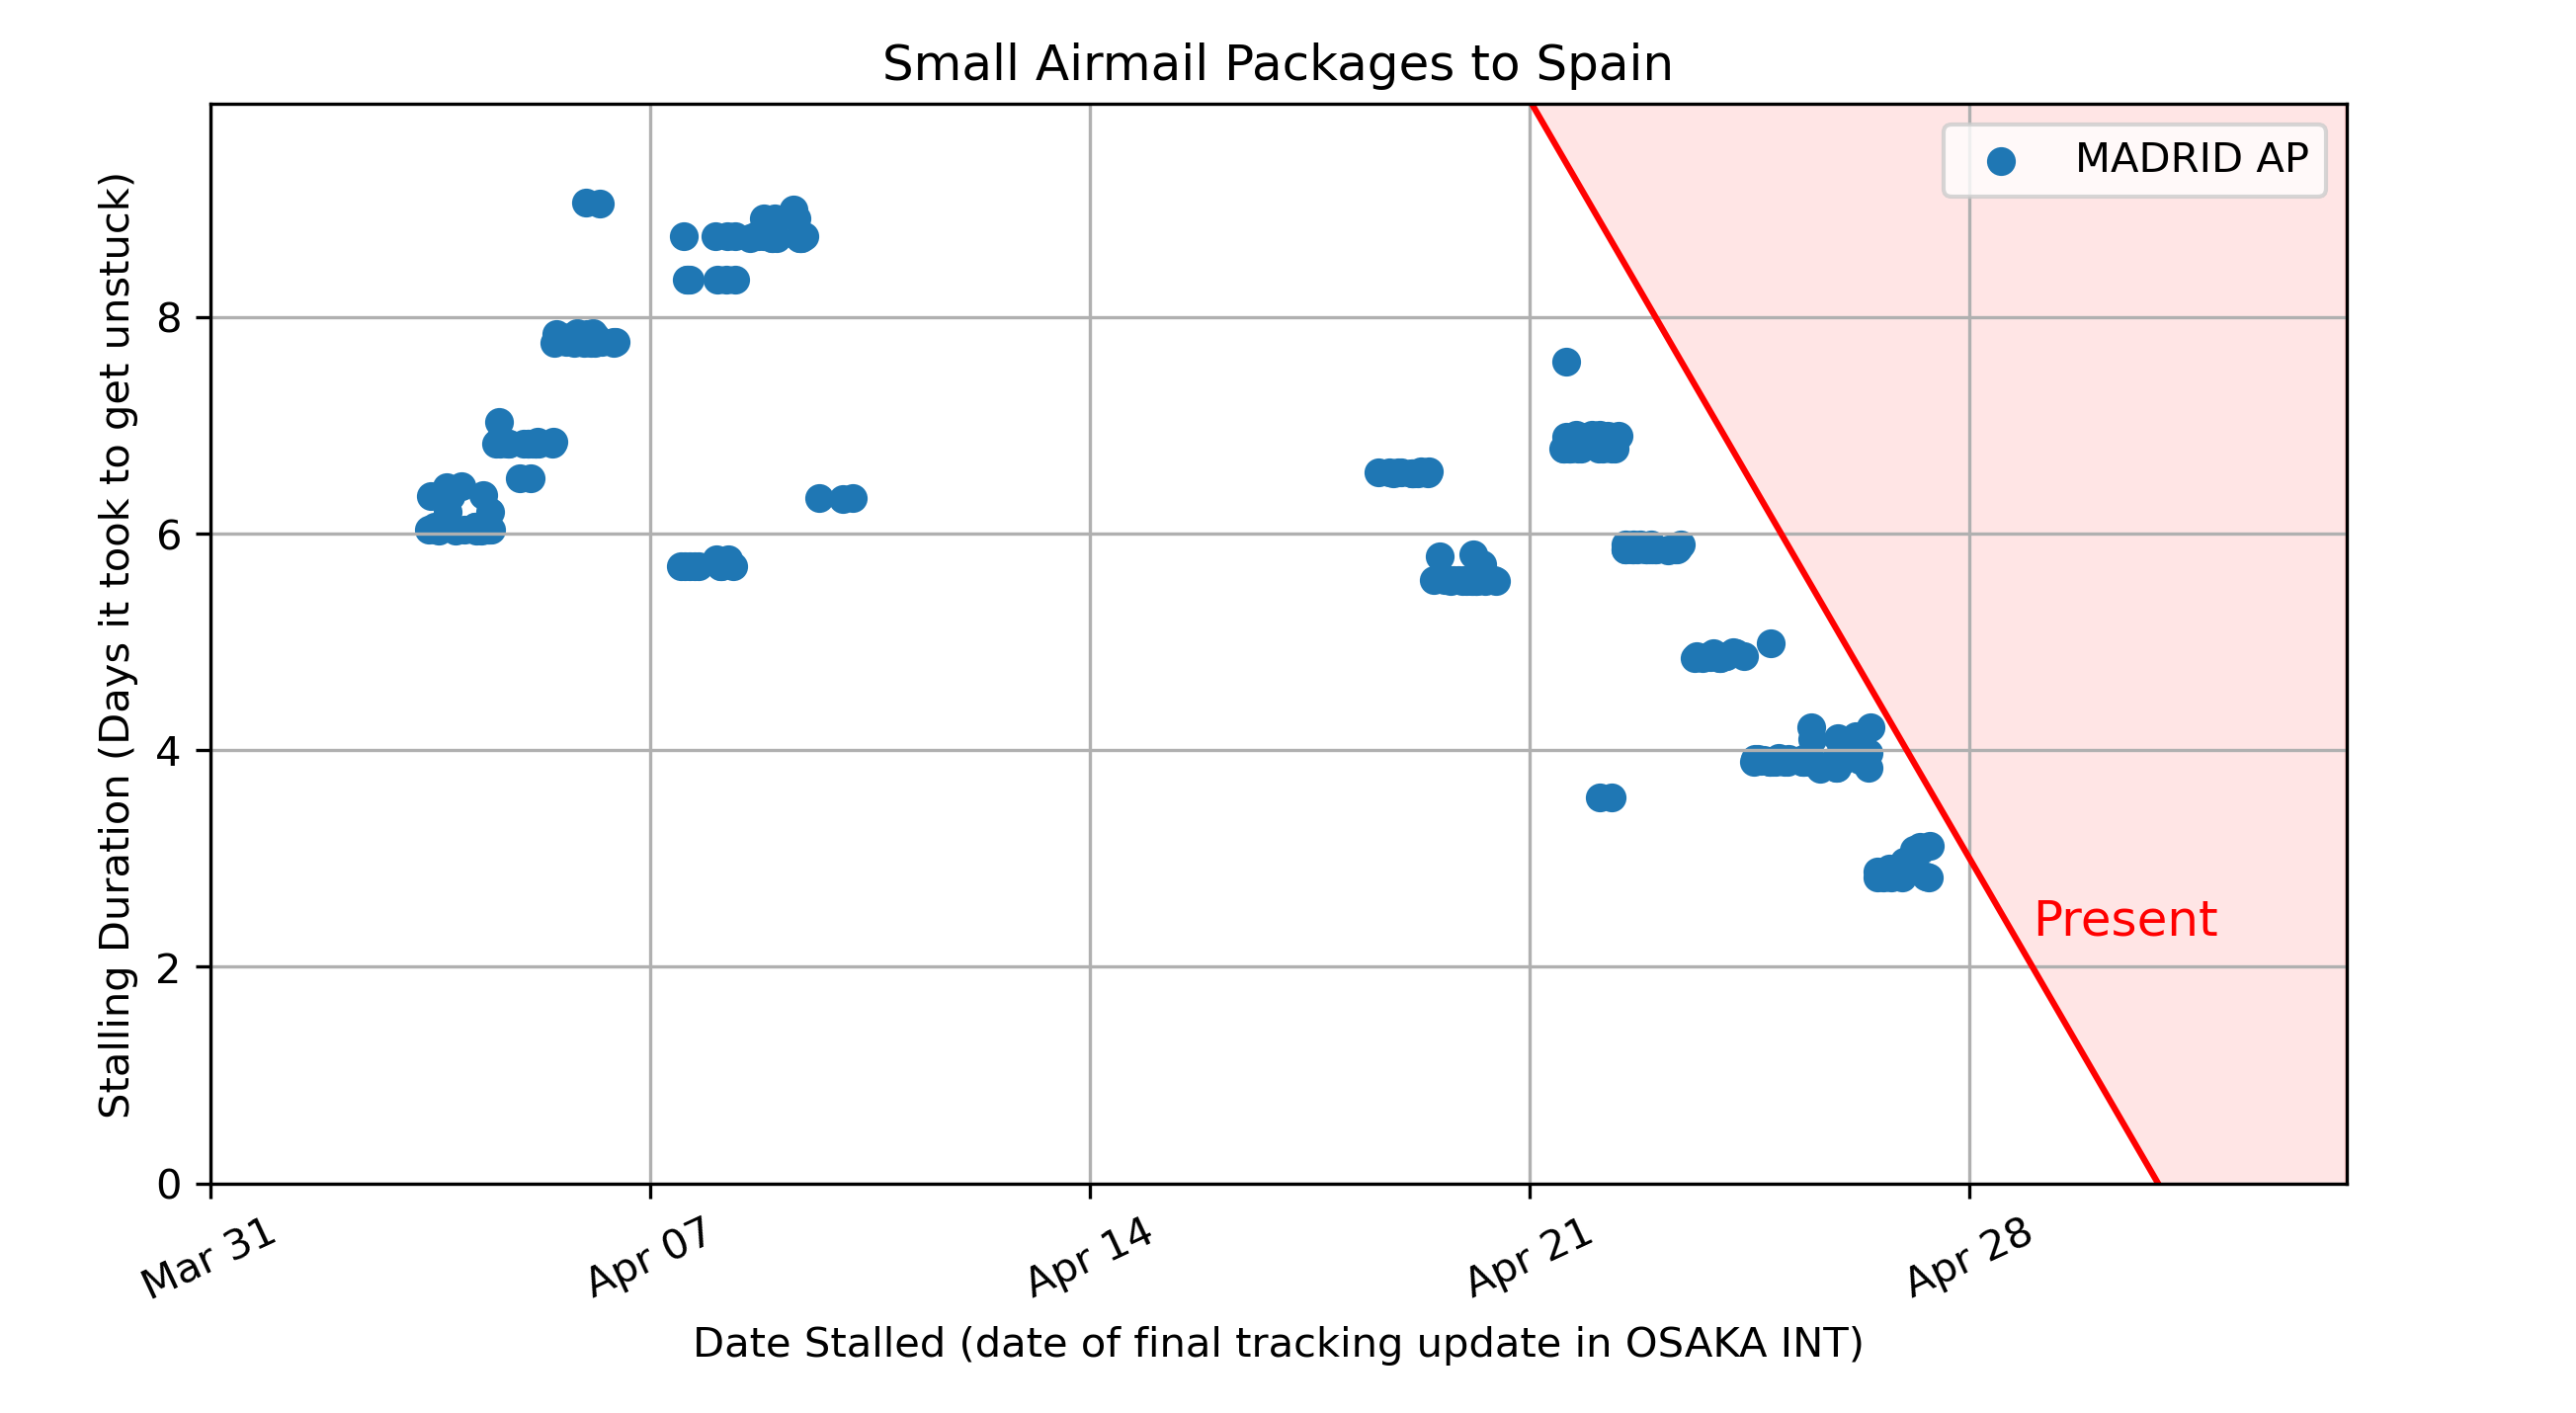 Small Airmail Packages to Spain
MADRID AP
Stalling Duration (Days it took to get unstuck)
8
6
4
2
0
Present
Mar 31
Apr 07
Apr 14
Apr 21
Apr 28
Date Stalled (date of final tracking update in OSAKA INT)